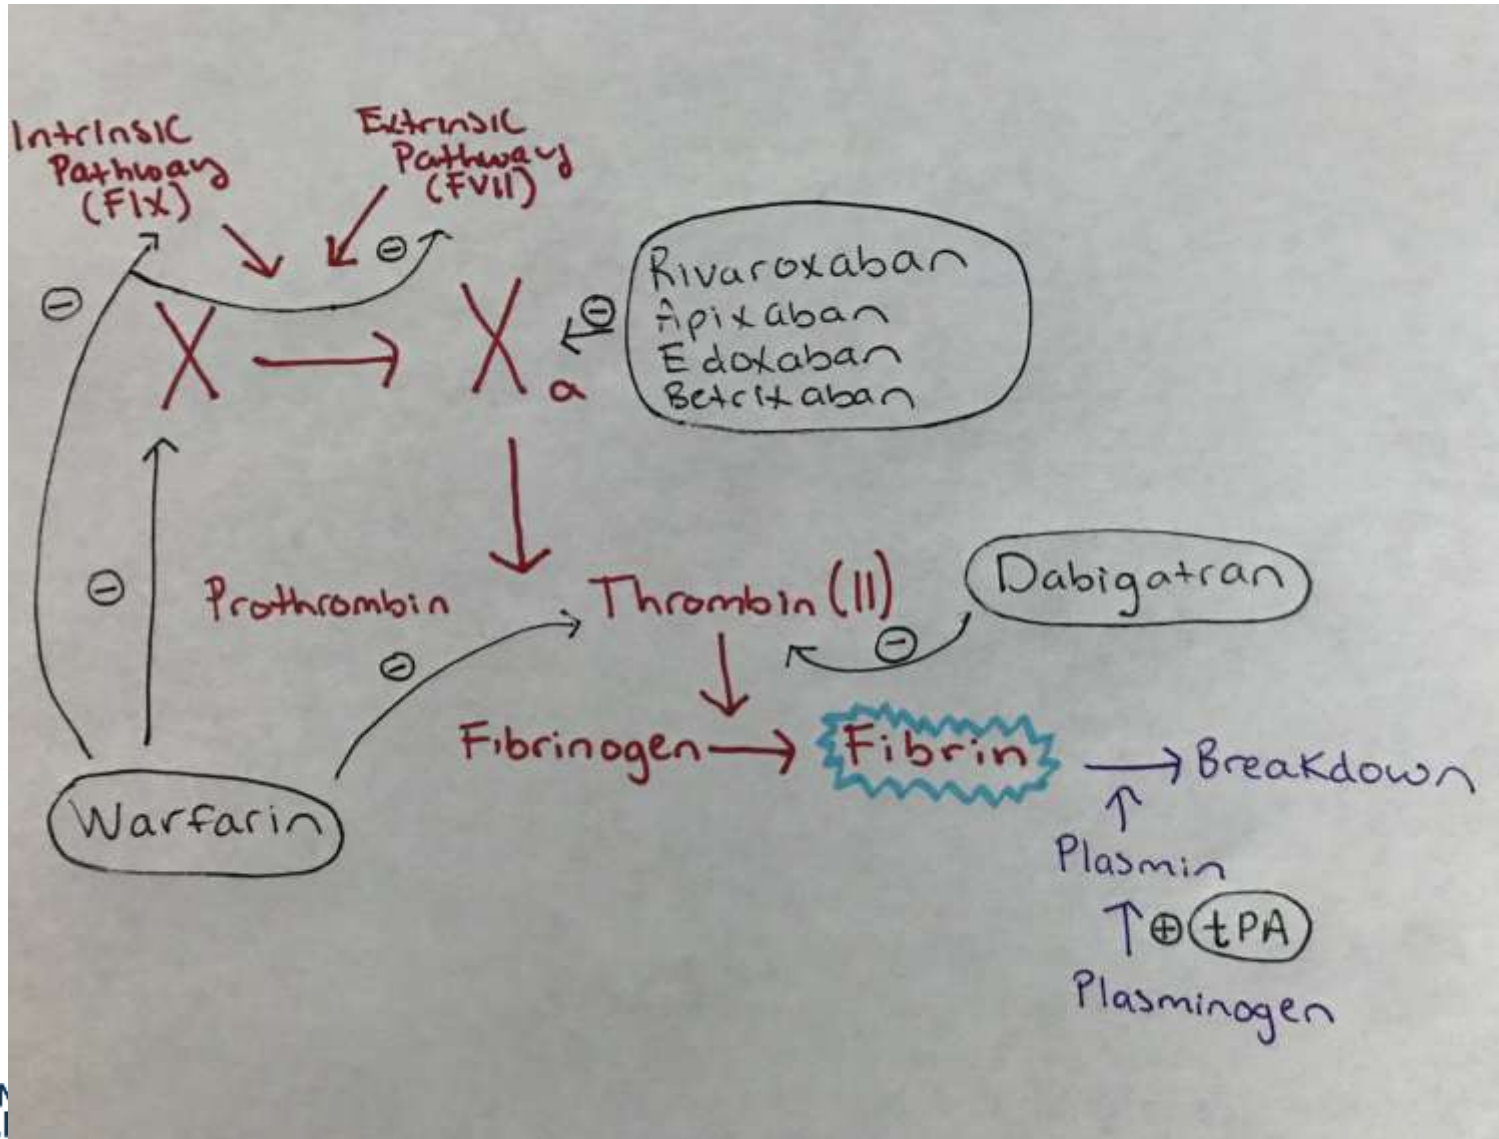 Intrinsic
Pathway
(FIX)
Extrinsic
Pathway
(FVII)
⊖
⊖
X
X
a
⊖
Rivaroxaban
Apixaban
Edoxaban
Betrixaban
⊖
Prothrombin
Thrombin (II)
Dabigatran
⊖
⊖
Fibrinogen
Fibrin
Breakdown
Warfarin
Plasmin
⊕ tPA
Plasminogen